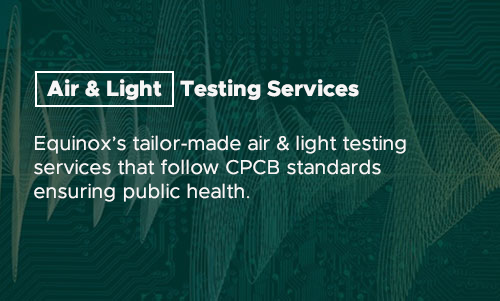 Air & Light Testing Services
Equinox’s tailor-made air & light testing
services that follow CPCB standards
ensuring public health.